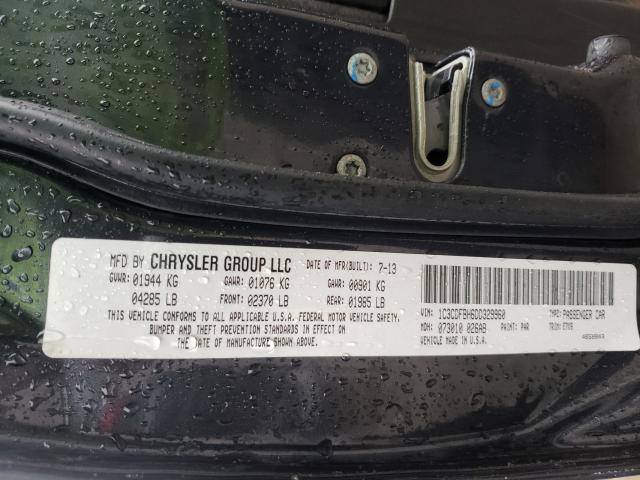 MFD BY CHRYSLER GROUP LLC DATE OF MFR(BUILT): 7-13
GVWR: 01944 KG GAWR: 01076 KG GAWR: 00901 KG
04285 LB FRONT: 02370 LB REAR: 01985 LB
THIS VEHICLE CONFORMS TO ALL APPLICABLE U.S.A. FEDERAL MOTOR VEHICLE SAFETY,
BUMPER AND THEFT PREVENTION STANDARDS IN EFFECT ON
THE DATE OF MANUFACTURE SHOWN ABOVE.
VIN: 1C3CDFBH6DD329960 TYPE: PASSENGER CAR
MDH: 073010 026AB PAINT: PAR TRIM:
VEHICLE MADE IN U.S.A.